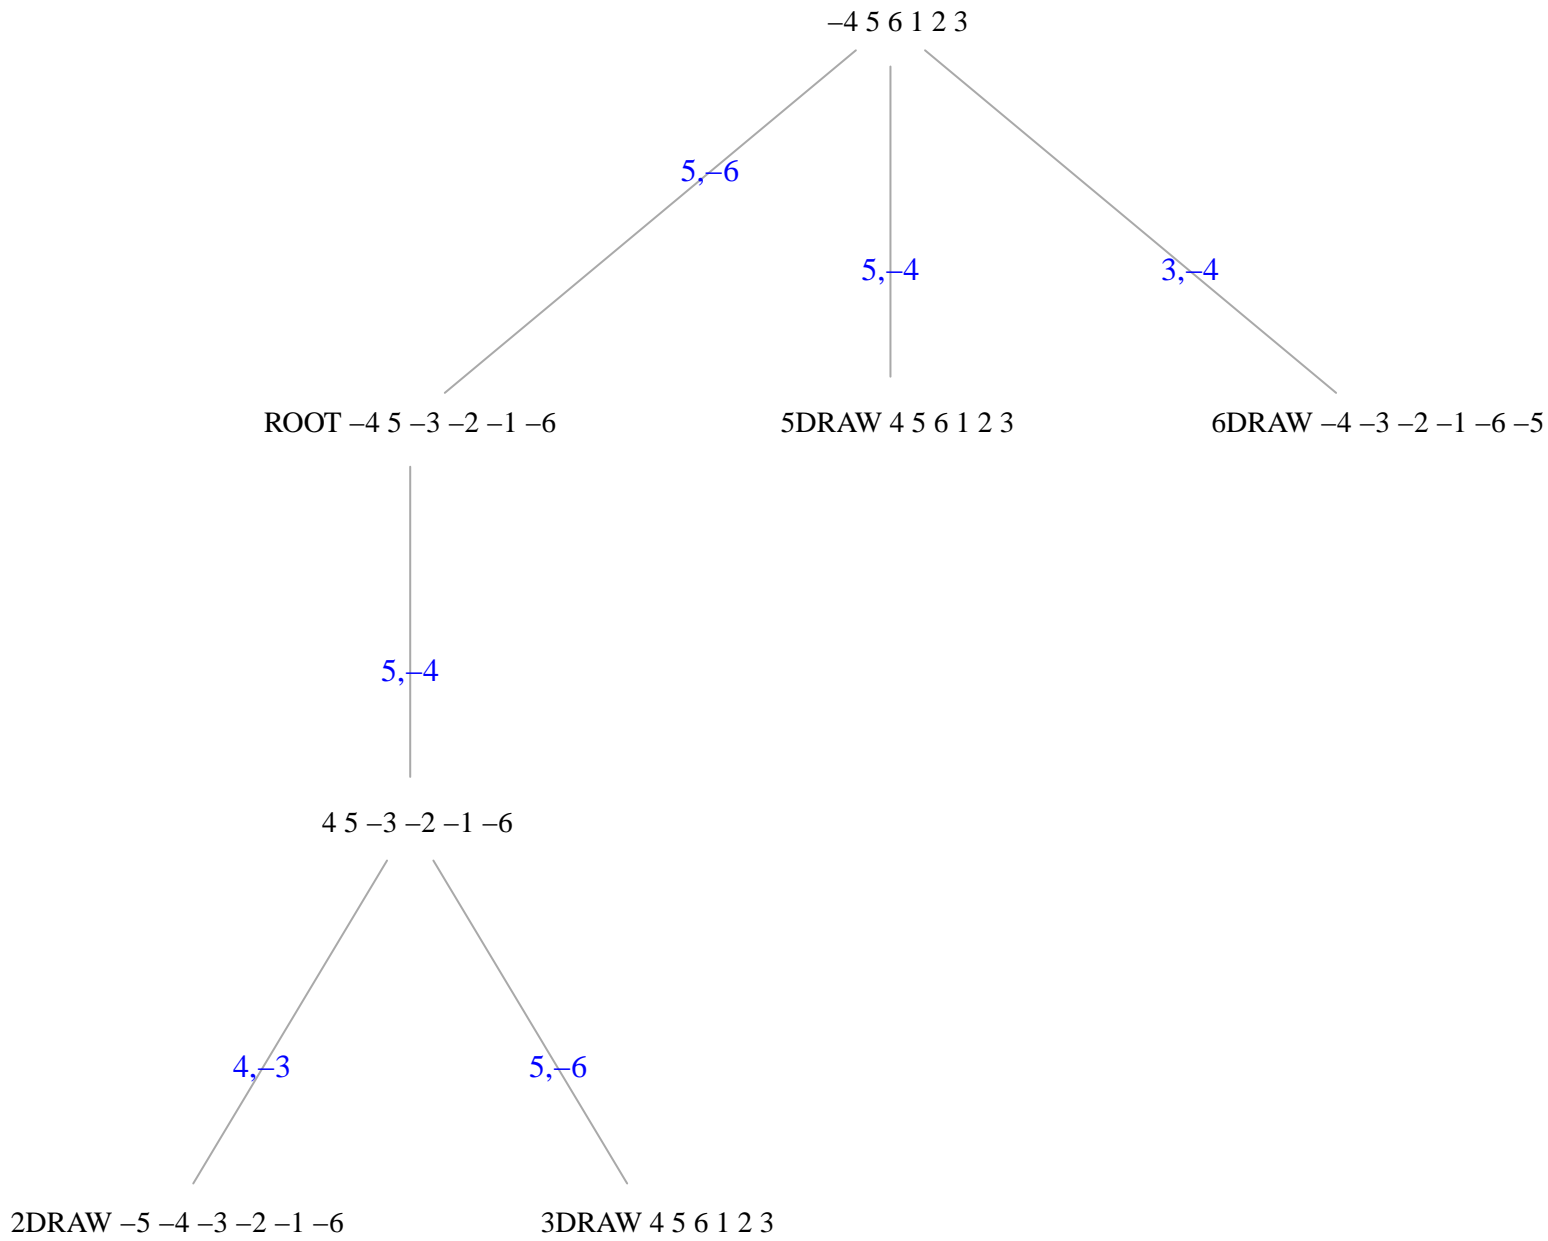 –4 5 6 1 2 3
5,–6
5,–4
3,–4
ROOT –4 5 –3 –2 –1 –6
5DRAW 4 5 6 1 2 3
6DRAW –4 –3 –2 –1 –6 –5
5,–4
4 5 –3 –2 –1 –6
4,–3
5,–6
2DRAW –5 –4 –3 –2 –1 –6
3DRAW 4 5 6 1 2 3